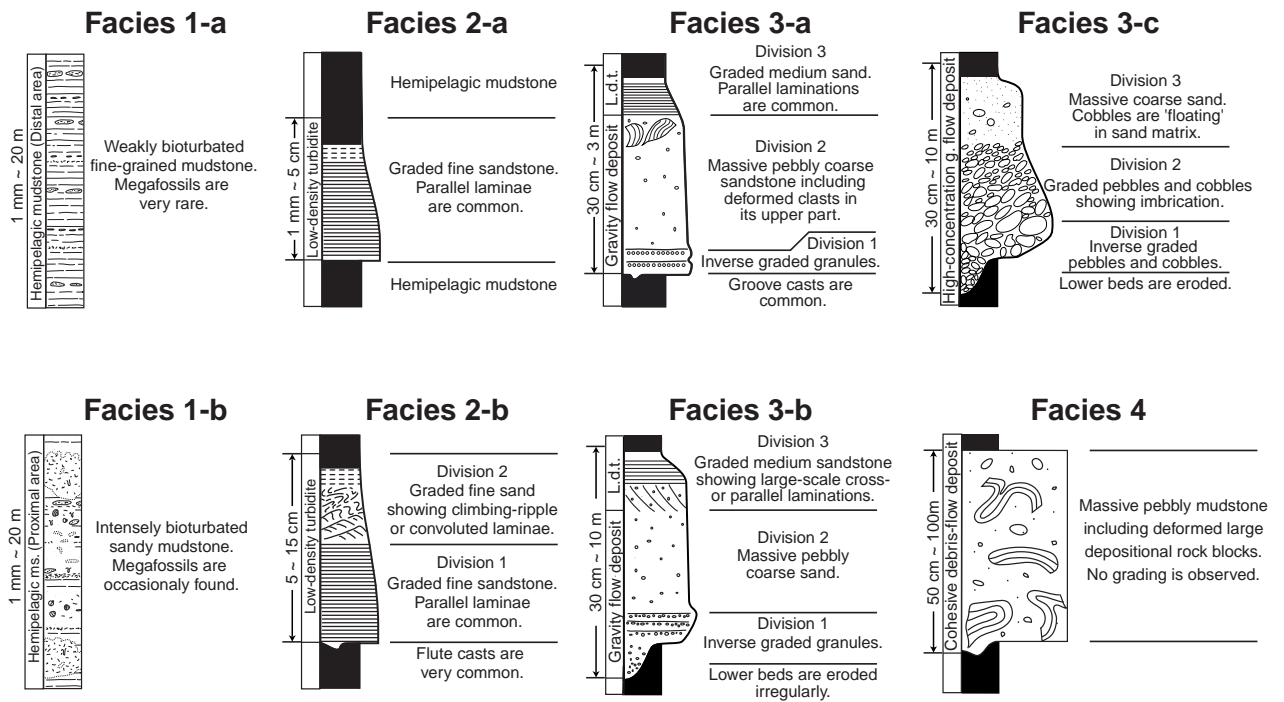 Facies 1-a
1 mm ~ 20 m
Hemipelagic mudstone (Distal area)
Weakly bioturbated
fine-grained mudstone.
Megafossils are
very rare.
Facies 2-a
1 mm ~ 5 cm
Low-density turbidite
Hemipelagic mudstone
Graded fine sandstone.
Parallel laminae
are common.
Hemipelagic mudstone
Facies 3-a
30 cm ~ 3 m
L.d.t.
Gravity flow deposit
Division 3
Graded medium sand.
Parallel laminations
are common.
Division 2
Massive pebbly coarse
sandstone including
deformed clasts in
its upper part.
Division 1
Inverse graded granules.
Groove casts are
common.
Facies 3-c
30 cm ~ 10 m
High-concentration g. flow deposit
Division 3
Massive coarse sand.
Cobbles are 'floating'
in sand matrix.
Division 2
Graded pebbles and cobbles
showing imbrication.
Division 1
Inverse graded
pebbles and cobbles.
Lower beds are eroded.
Facies 1-b
1 mm ~ 20 m
Hemipelagic ms. (Proximal area)
Intensely bioturbated
sandy mudstone.
Megafossils are
occasionaly found.
Facies 2-b
5 ~ 15 cm
Low-density turbidite
Division 2
Graded fine sand
showing climbing-ripple
or convoluted laminae.
Division 1
Graded fine sandstone.
Parallel laminae
are common.
Flute casts are
very common.
Facies 3-b
30 cm ~ 10 m
L.d.t.
Gravity flow deposit
Division 3
Graded medium sandstone
showing large-scale cross-
or parallel laminations.
Division 2
Massive pebbly
coarse sand.
Division 1
Inverse graded granules.
Lower beds are eroded
irregularly.
Facies 4
50 cm ~ 100m
Cohesive debris-flow deposit
Massive pebbly mudstone
including deformed large
depositional rock blocks.
No grading is observed.